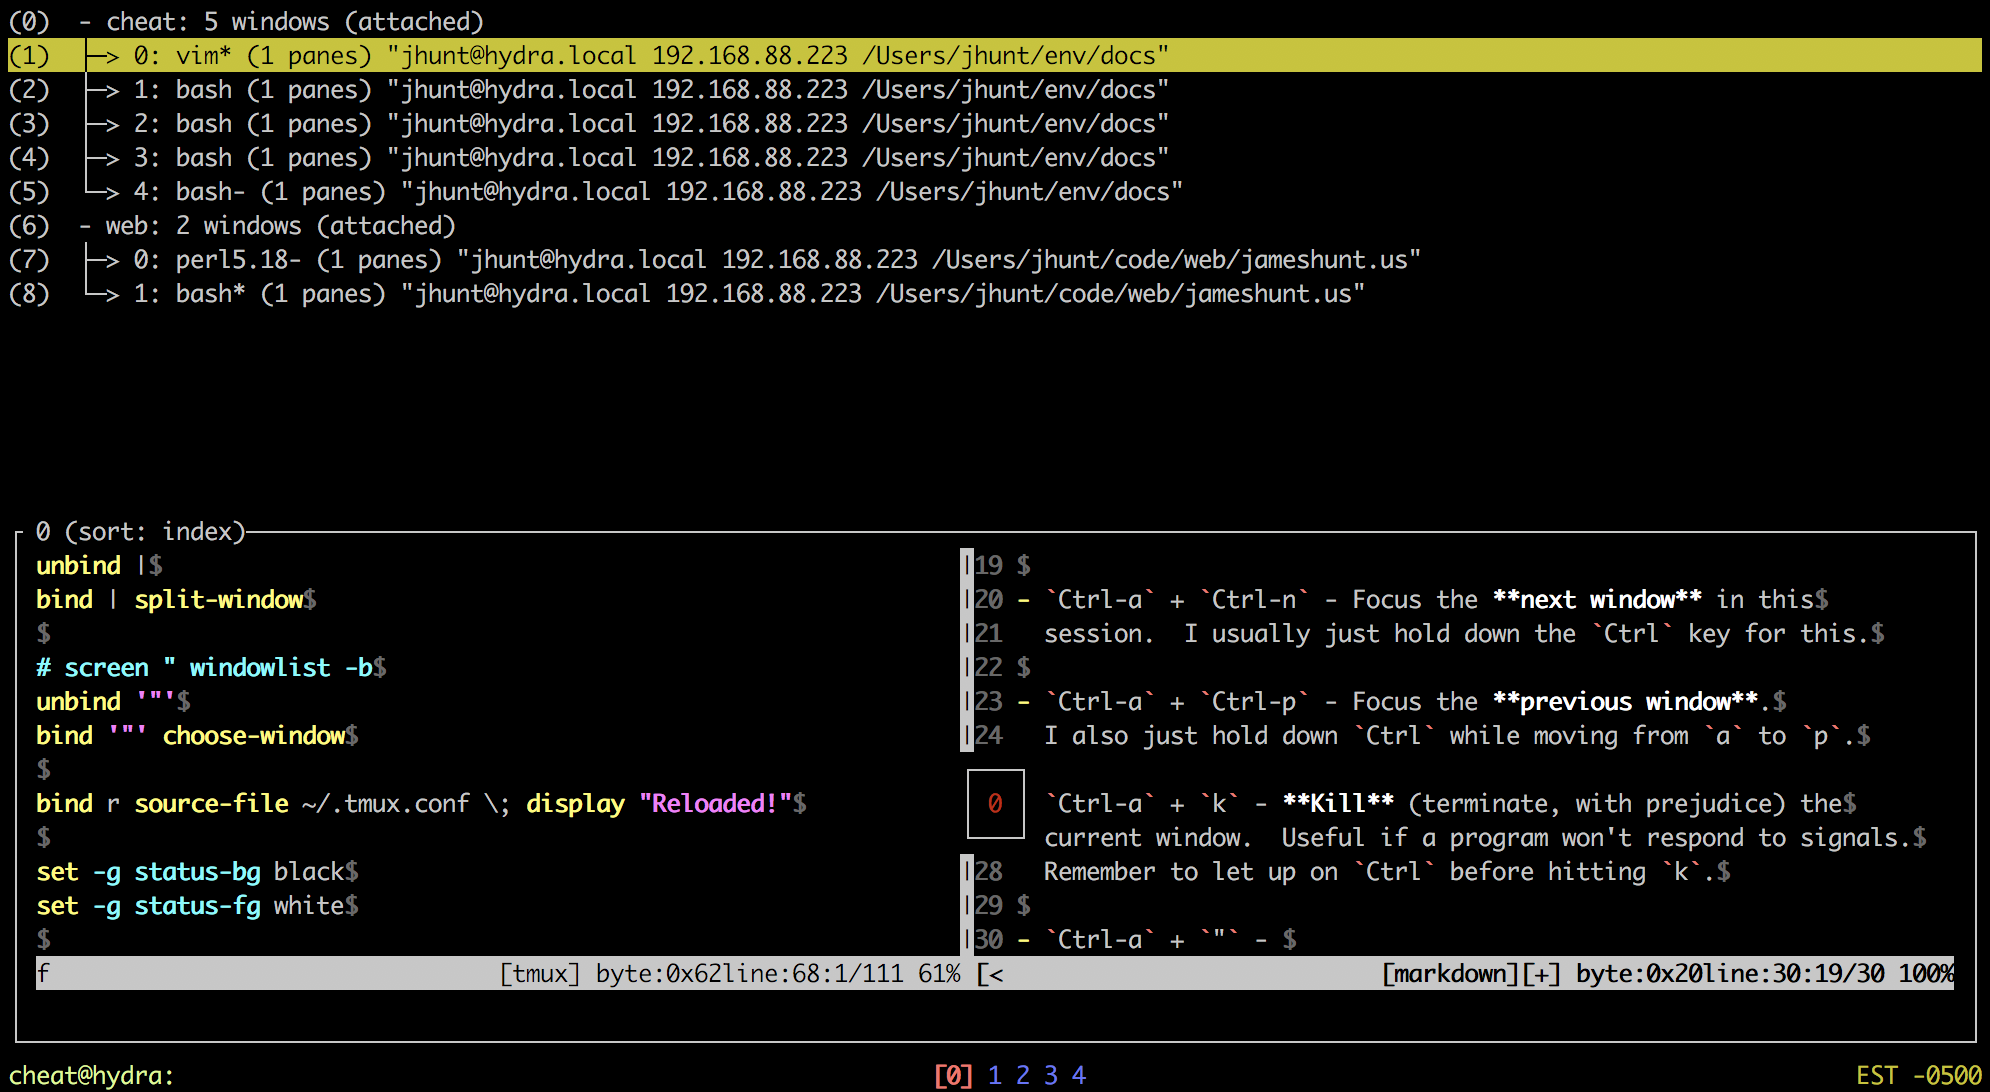 (0)  - cheat: 5 windows (attached)
(1)  ├─> 0: vim* (1 panes) "jhunt@hydra.local 192.168.88.223 /Users/jhunt/env/docs"
(2)  ├─> 1: bash (1 panes) "jhunt@hydra.local 192.168.88.223 /Users/jhunt/env/docs"
(3)  ├─> 2: bash (1 panes) "jhunt@hydra.local 192.168.88.223 /Users/jhunt/env/docs"
(4)  ├─> 3: bash (1 panes) "jhunt@hydra.local 192.168.88.223 /Users/jhunt/env/docs"
(5)  └─> 4: bash- (1 panes) "jhunt@hydra.local 192.168.88.223 /Users/jhunt/env/docs"
(6)  - web: 2 windows (attached)
(7)  ├─> 0: perl5.18- (1 panes) "jhunt@hydra.local 192.168.88.223 /Users/jhunt/code/web/jameshunt.us"
(8)  └─> 1: bash* (1 panes) "jhunt@hydra.local 192.168.88.223 /Users/jhunt/code/web/jameshunt.us"
0 (sort: index)
unbind |$
bind | split-window$
$
# screen " windowlist -b$
unbind '"'$
bind '"' choose-window$
$
bind r source-file ~/.tmux.conf \; display "Reloaded!"$
$
set -g status-bg black$
set -g status-fg white$
$
f [tmux] byte:0x62line:68:1/111 61%
|19 $
|20 - `Ctrl-a` + `Ctrl-n` - Focus the **next window** in this$
|21   session.  I usually just hold down the `Ctrl` key for this.$
|22 $
|23 - `Ctrl-a` + `Ctrl-p` - Focus the **previous window**.$
|24   I also just hold down `Ctrl` while moving from `a` to `p`.$
0
`Ctrl-a` + `k` - **Kill** (terminate, with prejudice) the$
current window.  Useful if a program won't respond to signals.$
|28   Remember to let up on `Ctrl` before hitting `k`.$
|29 $
|30 - `Ctrl-a` + `"` - $
[< [markdown][+] byte:0x20line:30:19/30 100%
cheat@hydra: [0] 1 2 3 4 EST -0500